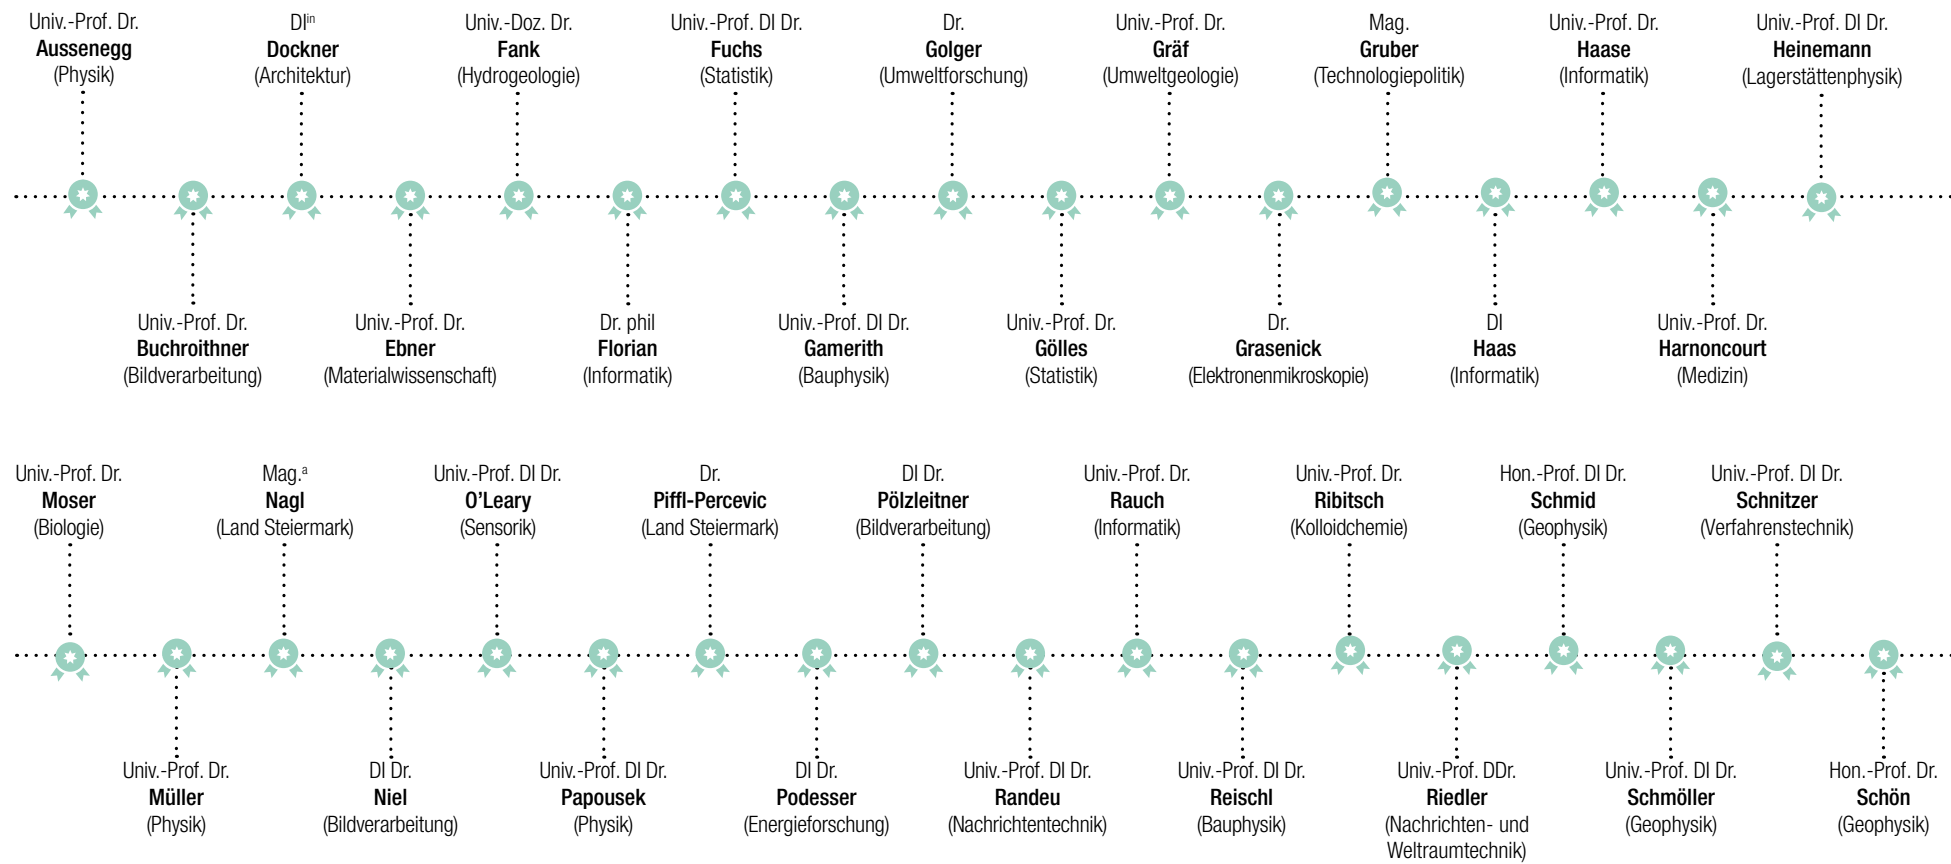 Univ.-Prof. Dr.
Aussenegg
(Physik)
DIⁱⁿ
Dockner
(Architektur)
Univ.-Doz. Dr.
Fank
(Hydrogeologie)
Univ.-Prof. DI Dr.
Fuchs
(Statistik)
Dr.
Golger
(Umweltforschung)
Univ.-Prof. Dr.
Gräf
(Umweltgeologie)
Mag.
Gruber
(Technologiepolitik)
Univ.-Prof. Dr.
Haase
(Informatik)
Univ.-Prof. DI Dr.
Heinemann
(Lagerstättenphysik)
Univ.-Prof. Dr.
Buchroithner
(Bildverarbeitung)
Univ.-Prof. Dr.
Ebner
(Materialwissenschaft)
Dr. phil
Florian
(Informatik)
Univ.-Prof. DI Dr.
Gamerith
(Bauphysik)
Univ.-Prof. Dr.
Gölles
(Statistik)
Dr.
Grasenick
(Elektronenmikroskopie)
DI
Haas
(Informatik)
Univ.-Prof. Dr.
Harnoncourt
(Medizin)
Univ.-Prof. Dr.
Moser
(Biologie)
Mag.ᵃ
Nagl
(Land Steiermark)
Univ.-Prof. DI Dr.
O’Leary
(Sensorik)
Dr.
Piffl-Percevic
(Land Steiermark)
DI Dr.
Pölzleitner
(Bildverarbeitung)
Univ.-Prof. Dr.
Rauch
(Informatik)
Univ.-Prof. Dr.
Ribitsch
(Kolloidchemie)
Hon.-Prof. DI Dr.
Schmid
(Geophysik)
Univ.-Prof. DI Dr.
Schnitzer
(Verfahrenstechnik)
Univ.-Prof. Dr.
Müller
(Physik)
DI Dr.
Niel
(Bildverarbeitung)
Univ.-Prof. DI Dr.
Papousek
(Physik)
DI Dr.
Podesser
(Energieforschung)
Univ.-Prof. DI Dr.
Randeu
(Nachrichtentechnik)
Univ.-Prof. DI Dr.
Reischl
(Bauphysik)
Univ.-Prof. DDr.
Riedler
(Nachrichten- und
Weltraumtechnik)
Univ.-Prof. DI Dr.
Schmöller
(Geophysik)
Hon.-Prof. Dr.
Schön
(Geophysik)